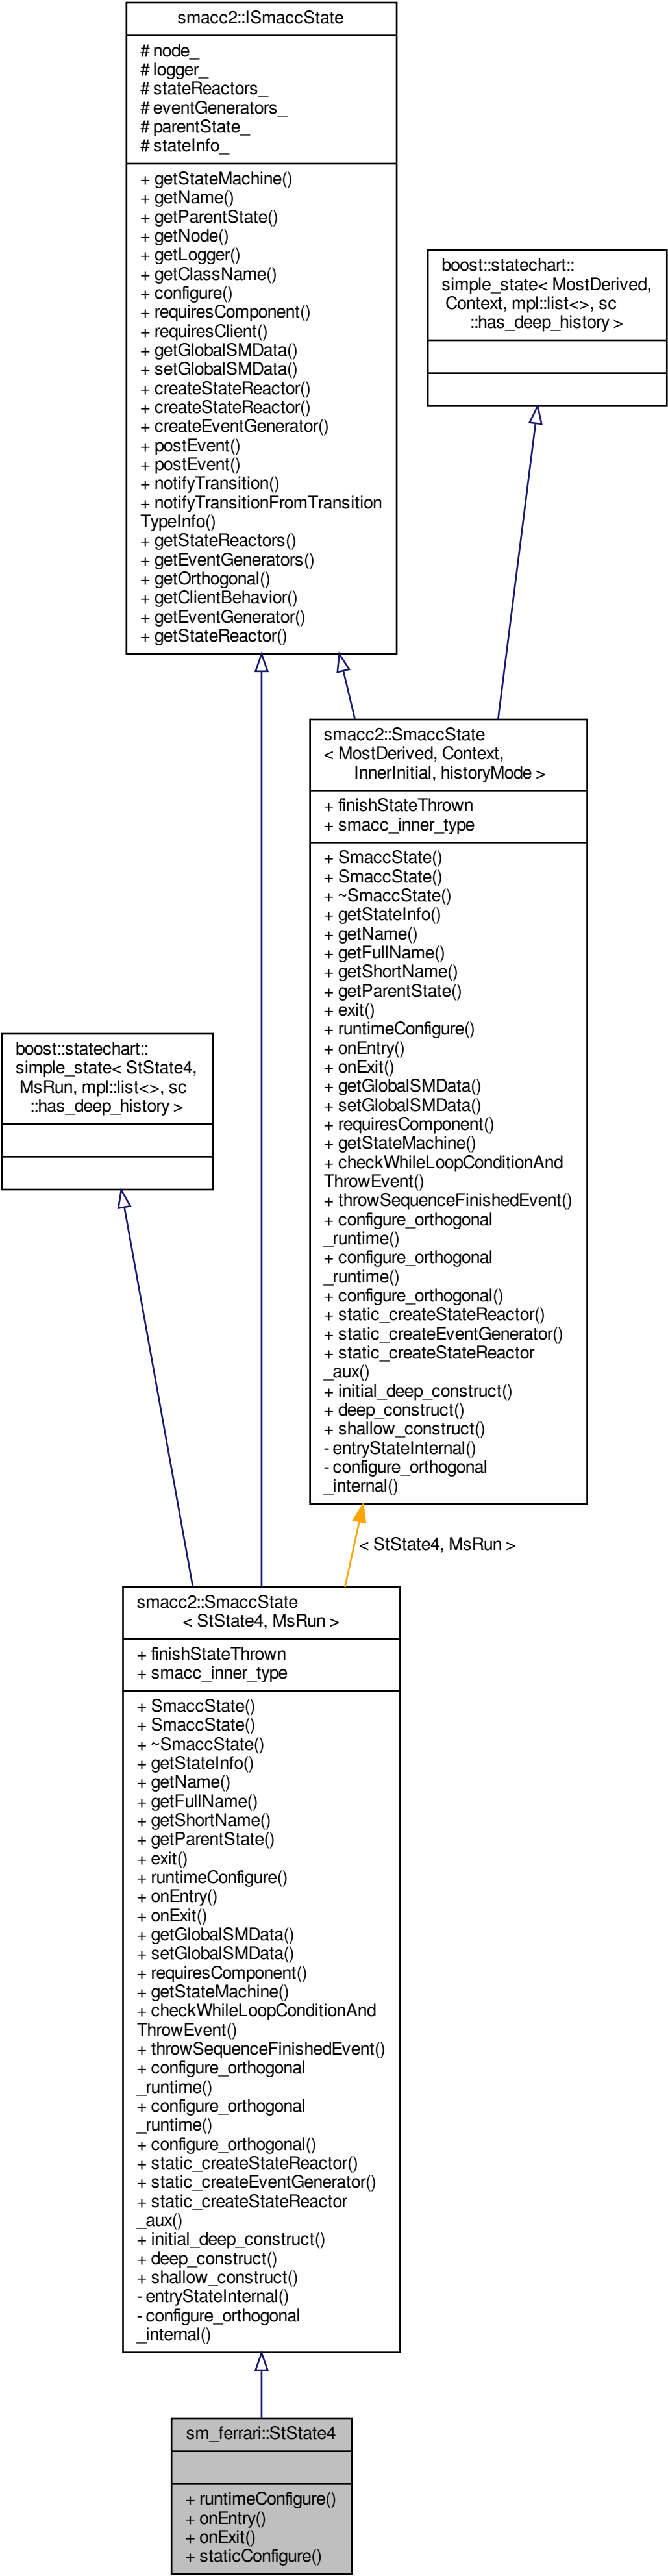 smacc2::ISmaccState
# node_
# logger_
# stateReactors_
# eventGenerators_
# parentState_
# stateInfo_
+ getStateMachine()
+ getName()
+ getParentState()
+ getNode()
+ getLogger()
+ getClassName()
+ configure()
+ requiresComponent()
+ requiresClient()
+ getGlobalSMData()
+ setGlobalSMData()
+ createStateReactor()
+ createStateReactor()
+ createEventGenerator()
+ postEvent()
+ postEvent()
+ notifyTransition()
+ notifyTransitionFromTransition
TypeInfo()
+ getStateReactors()
+ getEventGenerators()
+ getOrthogonal()
+ getClientBehavior()
+ getEventGenerator()
+ getStateReactor()
boost::statechart::
simple_state< MostDerived,
Context, mpl::list<>, sc
::has_deep_history >
smacc2::SmaccState
< MostDerived, Context,
InnerInitial, historyMode >
+ finishStateThrown
+ smacc_inner_type
+ SmaccState()
+ SmaccState()
+ ~SmaccState()
+ getStateInfo()
+ getName()
+ getFullName()
+ getShortName()
+ getParentState()
+ exit()
+ runtimeConfigure()
+ onEntry()
+ onExit()
+ getGlobalSMData()
+ setGlobalSMData()
+ requiresComponent()
+ getStateMachine()
+ checkWhileLoopConditionAnd
ThrowEvent()
+ throwSequenceFinishedEvent()
+ configure_orthogonal
_runtime()
+ configure_orthogonal
_runtime()
+ configure_orthogonal()
+ static_createStateReactor()
+ static_createEventGenerator()
+ static_createStateReactor
_aux()
+ initial_deep_construct()
+ deep_construct()
+ shallow_construct()
- entryStateInternal()
- configure_orthogonal
_internal()
boost::statechart::
simple_state< StState4,
MsRun, mpl::list<>, sc
::has_deep_history >
< StState4, MsRun >
smacc2::SmaccState
< StState4, MsRun >
+ finishStateThrown
+ smacc_inner_type
+ SmaccState()
+ SmaccState()
+ ~SmaccState()
+ getStateInfo()
+ getName()
+ getFullName()
+ getShortName()
+ getParentState()
+ exit()
+ runtimeConfigure()
+ onEntry()
+ onExit()
+ getGlobalSMData()
+ setGlobalSMData()
+ requiresComponent()
+ getStateMachine()
+ checkWhileLoopConditionAnd
ThrowEvent()
+ throwSequenceFinishedEvent()
+ configure_orthogonal
_runtime()
+ configure_orthogonal
_runtime()
+ configure_orthogonal()
+ static_createStateReactor()
+ static_createEventGenerator()
+ static_createStateReactor
_aux()
+ initial_deep_construct()
+ deep_construct()
+ shallow_construct()
- entryStateInternal()
- configure_orthogonal
_internal()
sm_ferrari::StState4
+ runtimeConfigure()
+ onEntry()
+ onExit()
+ staticConfigure()